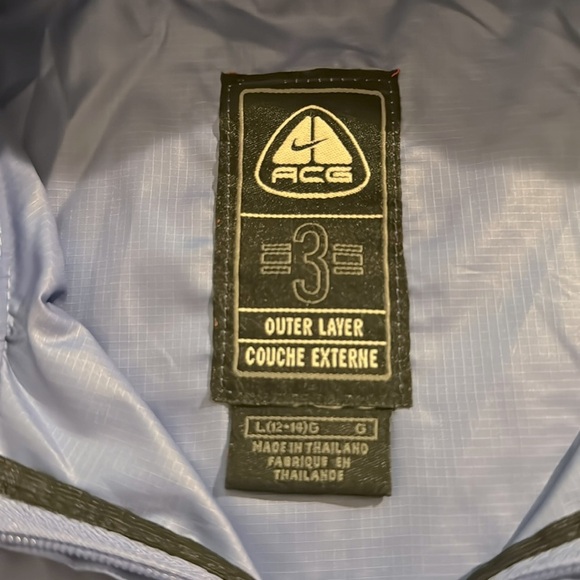 ACG
3
OUTER LAYER
COUCHE EXTERNE
L(12-14)G G
MADE IN THAILAND
FABRIQUE EN
THAILANDE